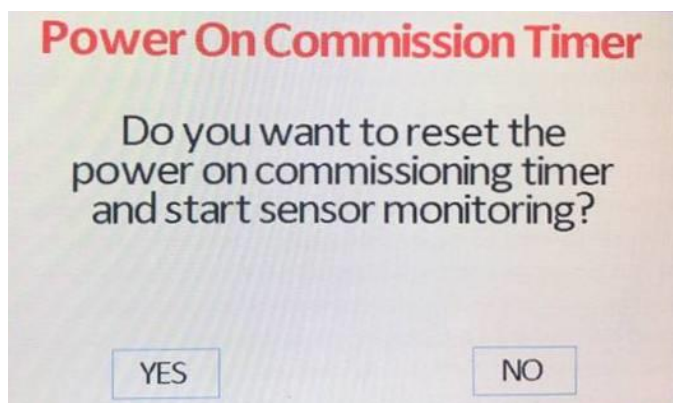 Power On Commission Timer
Do you want to reset the
power on commissioning timer
and start sensor monitoring?
YES
NO